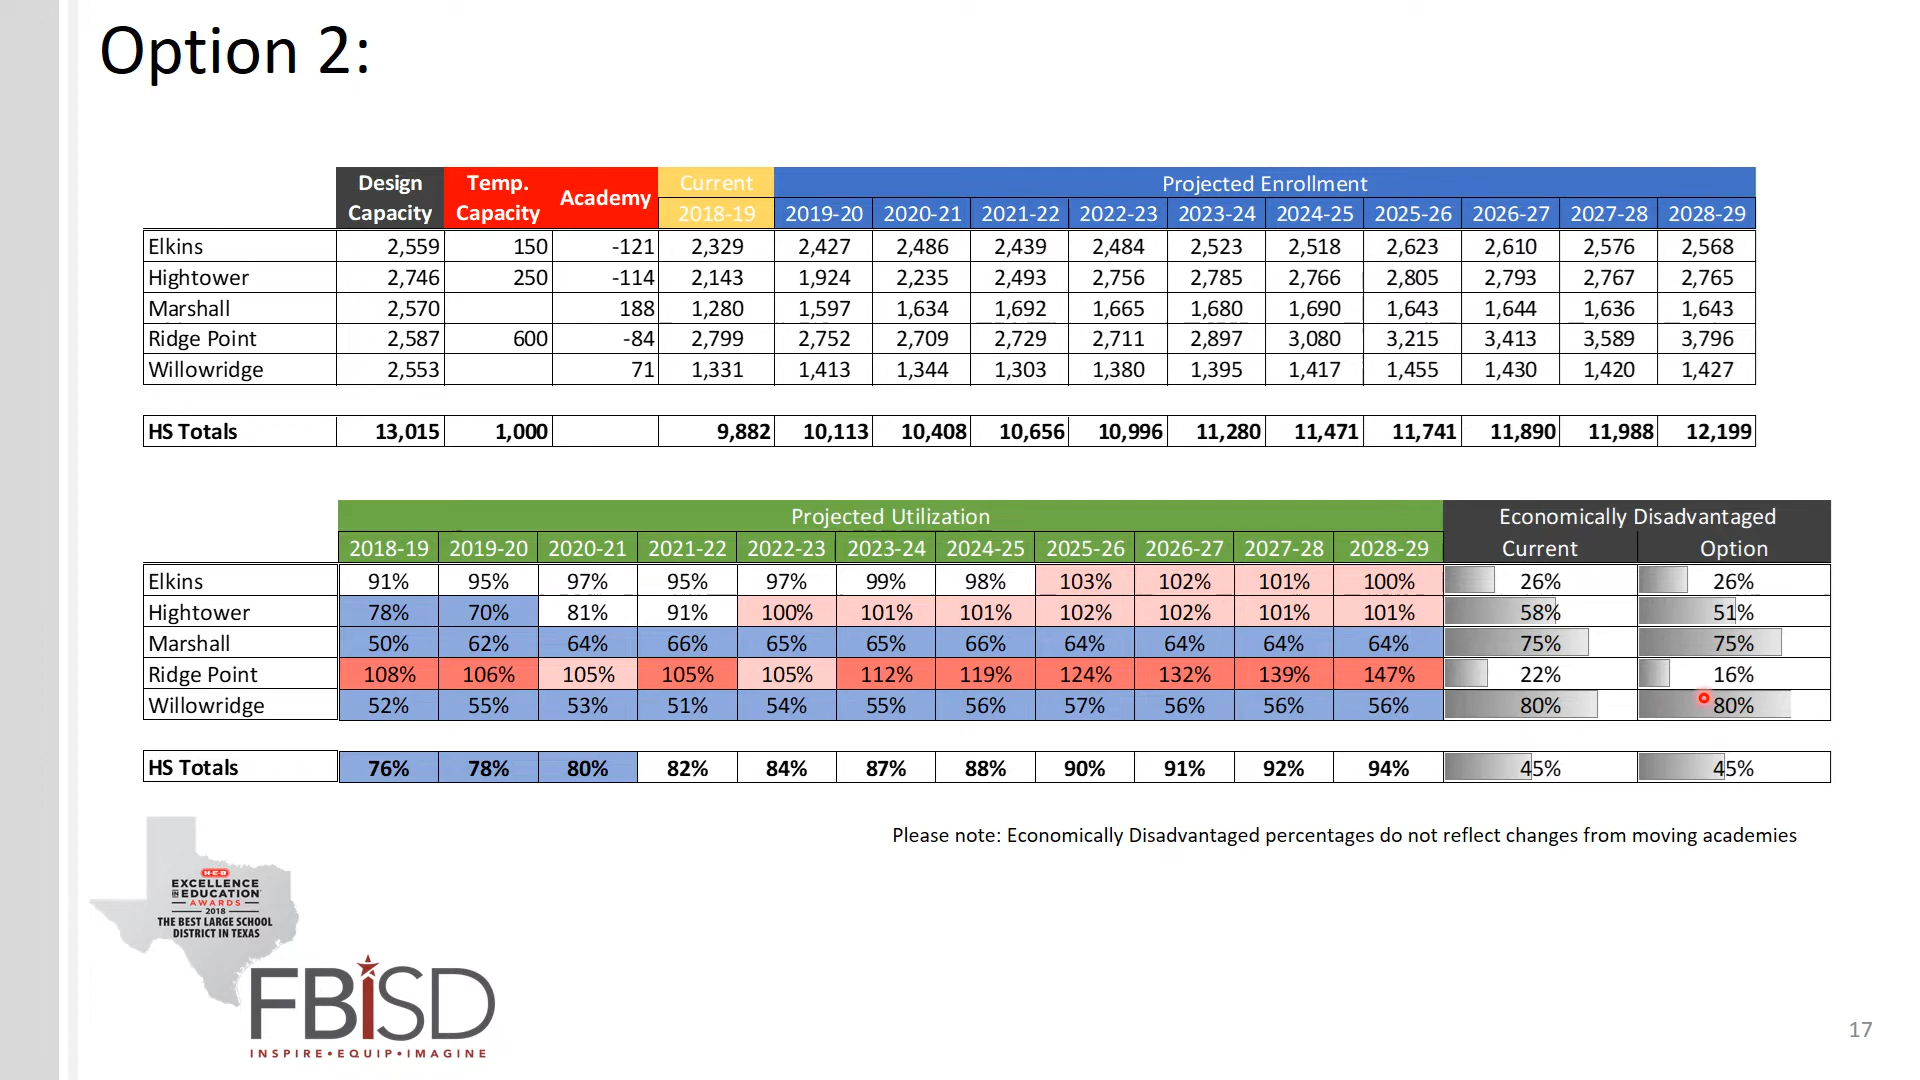 Option 2:
Design Capacity Temp. Capacity Academy Current Projected Enrollment
2018-19 2019-20 2020-21 2021-22 2022-23 2023-24 2024-25 2025-26 2026-27 2027-28 2028-29
Elkins 2,559 150 -121 2,329 2,427 2,486 2,439 2,484 2,523 2,518 2,623 2,610 2,576 2,568
Hightower 2,746 250 -114 2,143 1,924 2,235 2,493 2,756 2,785 2,766 2,805 2,793 2,767 2,765
Marshall 2,570 188 1,280 1,597 1,634 1,692 1,665 1,680 1,690 1,643 1,644 1,636 1,643
Ridge Point 2,587 600 -84 2,799 2,752 2,709 2,729 2,711 2,897 3,080 3,215 3,413 3,589 3,796
Willowridge 2,553 71 1,331 1,413 1,344 1,303 1,380 1,395 1,417 1,455 1,430 1,420 1,427
HS Totals 13,015 1,000 9,882 10,113 10,408 10,656 10,996 11,280 11,471 11,741 11,890 11,988 12,199
Projected Utilization Economically Disadvantaged
2018-19 2019-20 2020-21 2021-22 2022-23 2023-24 2024-25 2025-26 2026-27 2027-28 2028-29 Current Option
Elkins 91% 95% 97% 95% 97% 99% 98% 103% 102% 101% 100% 26% 26%
Hightower 78% 70% 81% 91% 100% 101% 101% 102% 102% 101% 101% 58% 51%
Marshall 50% 62% 64% 66% 65% 65% 66% 64% 64% 64% 64% 75% 75%
Ridge Point 108% 106% 105% 105% 105% 112% 119% 124% 132% 139% 147% 22% 16%
Willowridge 52% 55% 53% 51% 54% 55% 56% 57% 56% 56% 56% 80% 80%
HS Totals 76% 78% 80% 82% 84% 87% 88% 90% 91% 92% 94% 45% 45%
Please note: Economically Disadvantaged percentages do not reflect changes from moving academies
H-E-B
EXCELLENCE
IN EDUCATION
AWARDS
2018
THE BEST LARGE SCHOOL
DISTRICT IN TEXAS
FBiSD
INSPIRE•EQUIP•IMAGINE
17